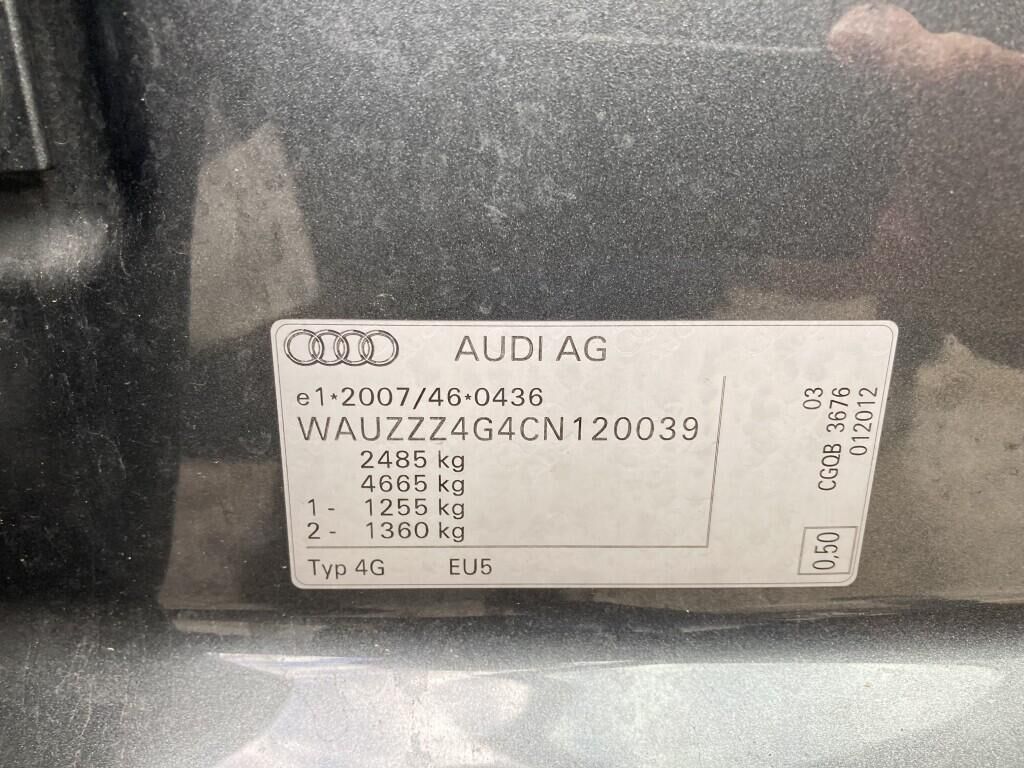 AUDI AG
e1*2007/46*0436
WAUZZZ4G4CN120039
2485 kg
4665 kg
1 - 1255 kg
2 - 1360 kg
Typ 4G EU5
03
CGQB 3676
012012
0,50